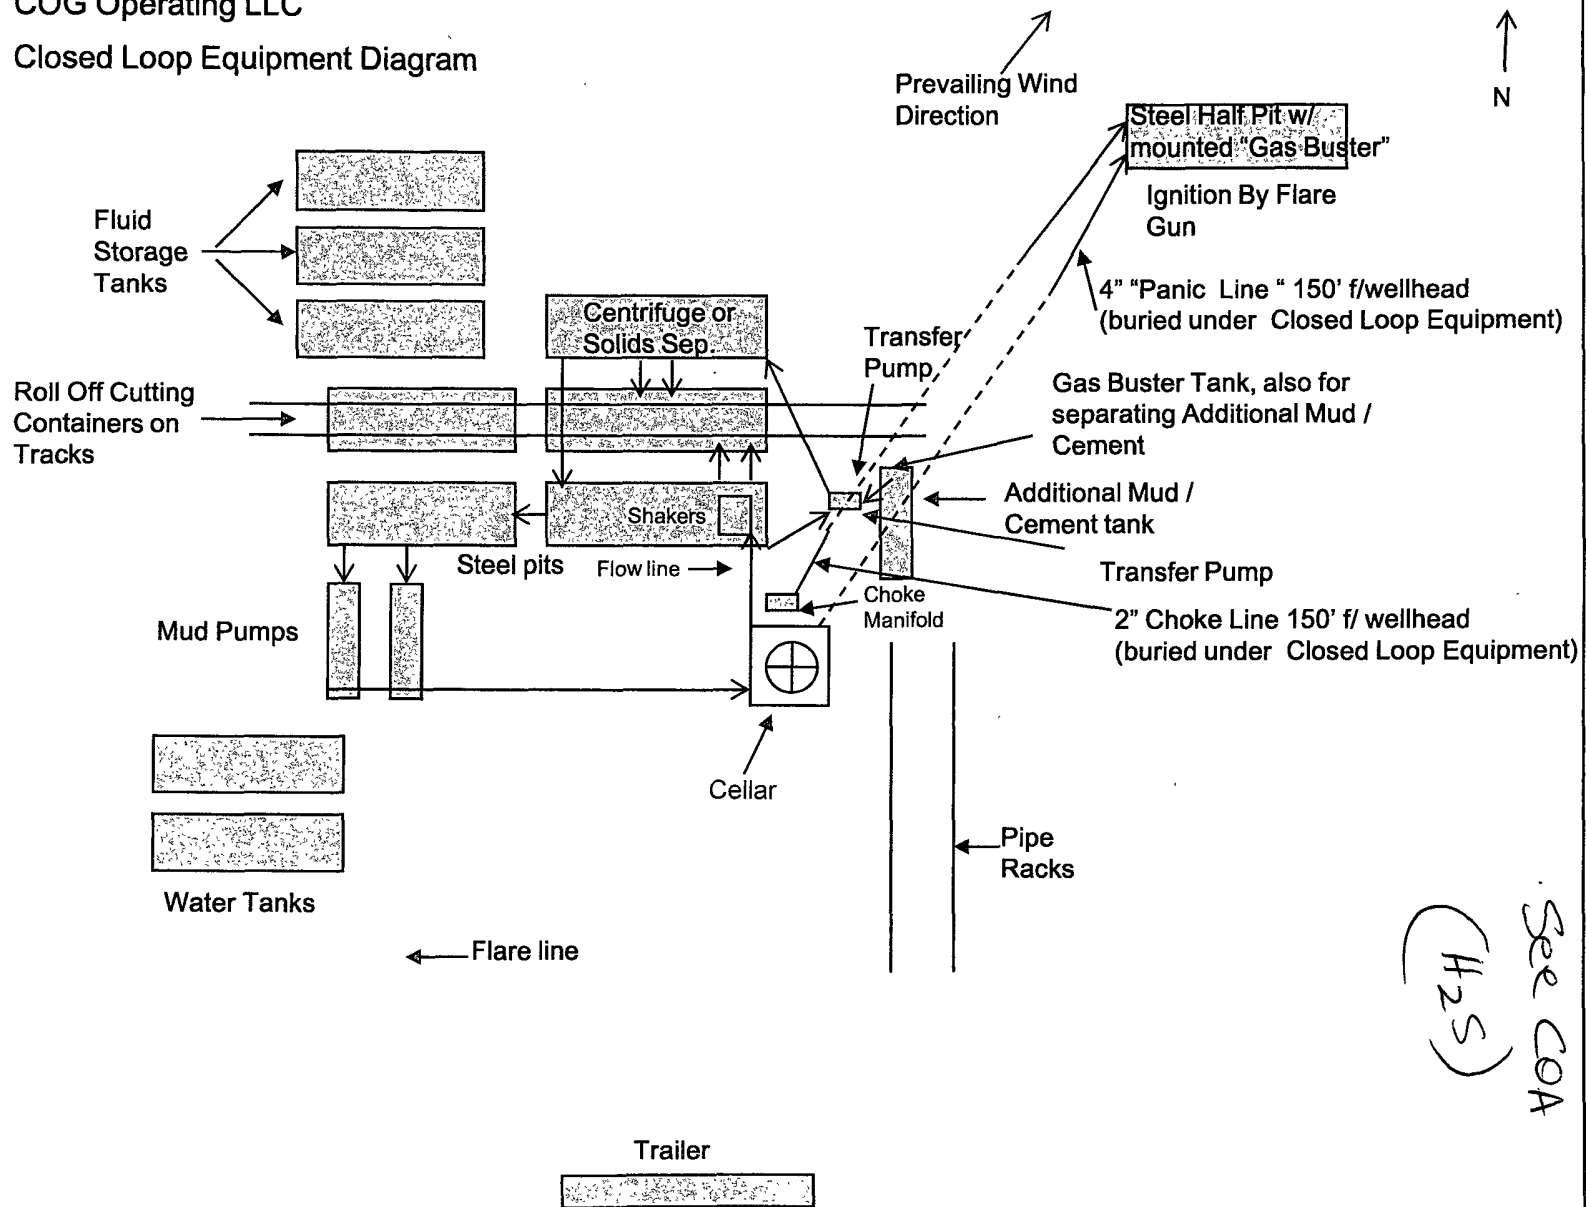 COG Operating LLC
Closed Loop Equipment Diagram
Prevailing Wind
Direction
N
Steel Half Pit w/
mounted “Gas Buster”
Ignition By Flare
Gun
Fluid
Storage
Tanks
4” “Panic Line “ 150’ f/wellhead
(buried under Closed Loop Equipment)
Centrifuge or
Solids Sep.
Transfer
Pump
Roll Off Cutting
Containers on
Tracks
Gas Buster Tank, also for
separating Additional Mud /
Cement
Additional Mud /
Cement tank
Shakers
Steel pits
Flow line
Transfer Pump
Choke
Manifold
2” Choke Line 150’ f/ wellhead
(buried under Closed Loop Equipment)
Mud Pumps
Cellar
Pipe
Racks
Water Tanks
Flare line
See COA
(H2S)
Trailer